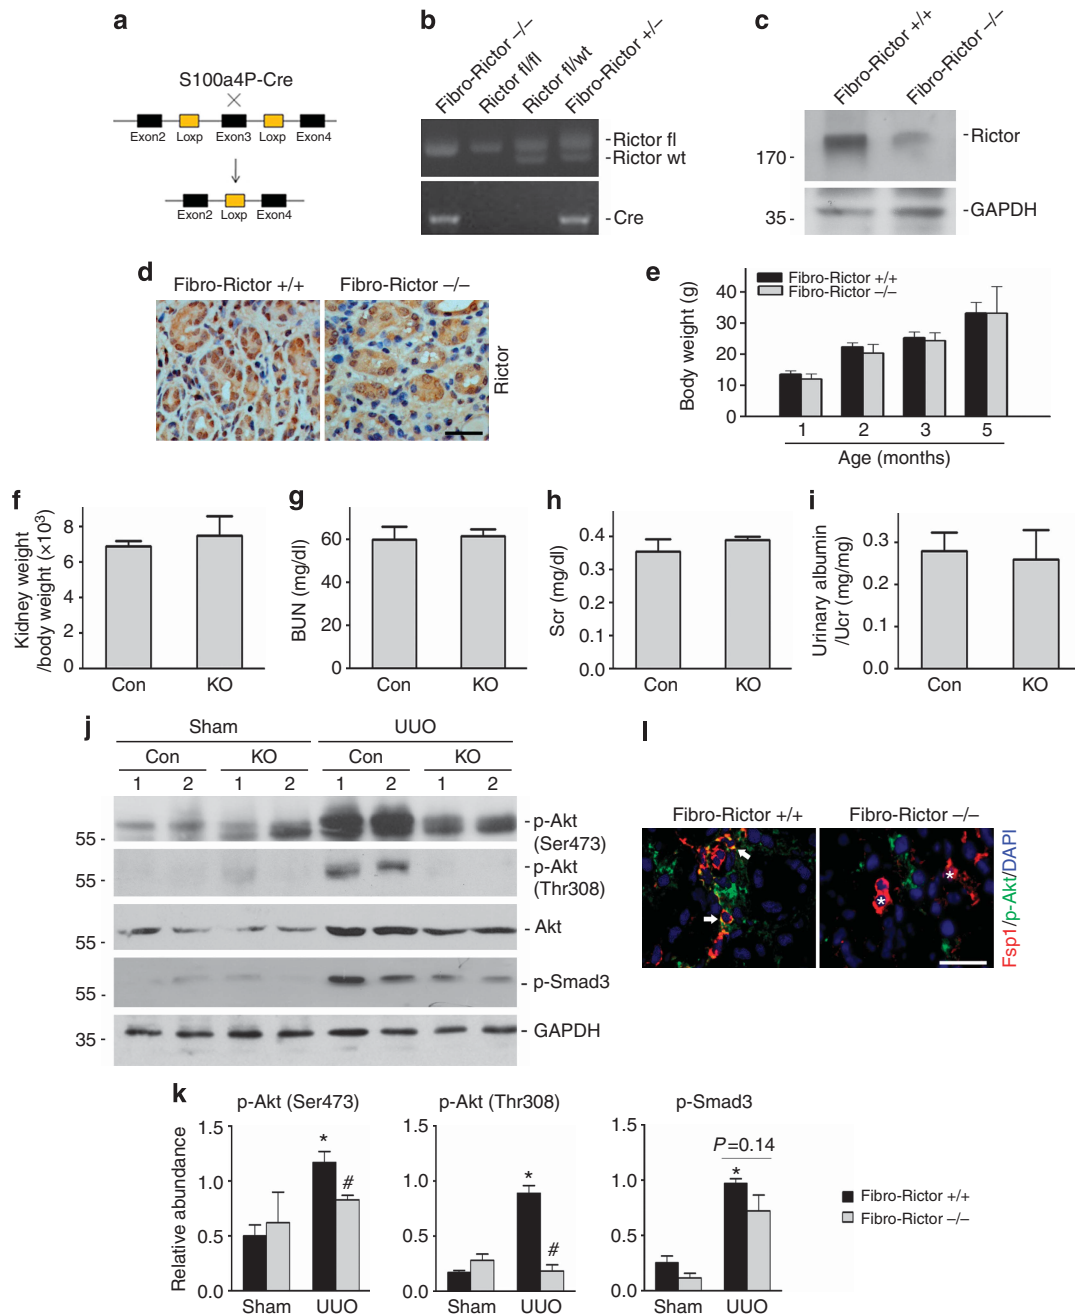 a
S100a4P-Cre
Exon2 Loxp Exon3 Loxp Exon4
Exon2 Loxp Exon4
b
Fibro-Rictor –/–
Rictor fl/fl
Rictor fl/wt
Fibro-Rictor +/–
Rictor fl
Rictor wt
Cre
c
Fibro-Rictor +/+
Fibro-Rictor –/–
170 -
-Rictor
35 -
-GAPDH
d
Fibro-Rictor +/+ Fibro-Rictor –/–
Rictor
e
Body weight (g)
40
30
20
10
0
Fibro-Rictor +/+
Fibro-Rictor –/–
1 2 3 5
Age (months)
f
Kidney weight
/body weight (×10³)
8
6
4
2
0
Con KO
g
BUN (mg/dl)
60
40
20
0
Con KO
h
Scr (mg/dl)
0.4
0.3
0.2
0.1
0.0
Con KO
i
Urinary albumin
/Ucr (mg/mg)
0.3
0.2
0.1
0.0
Con KO
j
Sham UUO
Con KO Con KO
1 2 1 2 1 2 1 2
55 -
- p-Akt
(Ser473)
55 -
- p-Akt
(Thr308)
55 -
- Akt
55 -
- p-Smad3
35 -
- GAPDH
l
Fibro-Rictor +/+ Fibro-Rictor –/–
* *
Fsp1/p-Akt/DAPI
k
Relative abundance
p-Akt (Ser473)
1.5
1.0
0.5
0.0
* #
Sham UUO
p-Akt (Thr308)
1.5
1.0
0.5
0.0
* #
Sham UUO
p-Smad3
1.5
1.0
0.5
0.0
P=0.14
*
Sham UUO
Fibro-Rictor +/+
Fibro-Rictor –/–